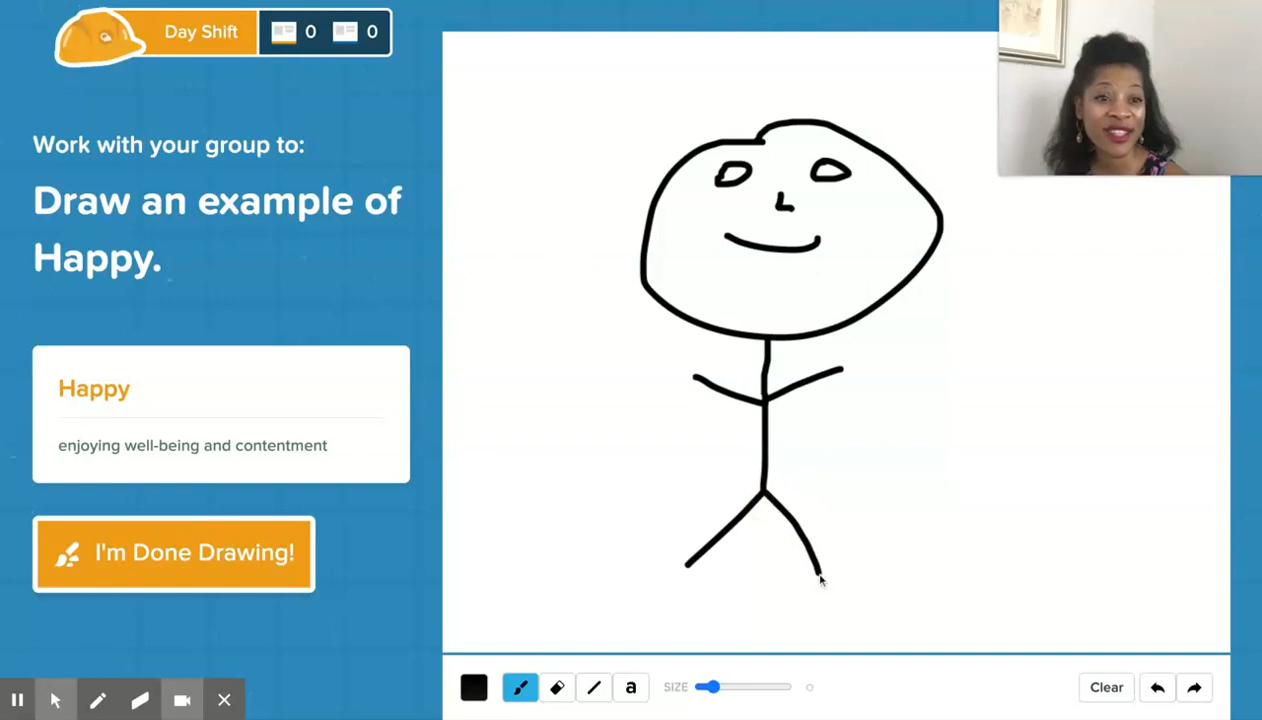 Day Shift 0 0
Work with your group to:
Draw an example of
Happy.
Happy
enjoying well-being and contentment
I'm Done Drawing!
a SIZE Clear